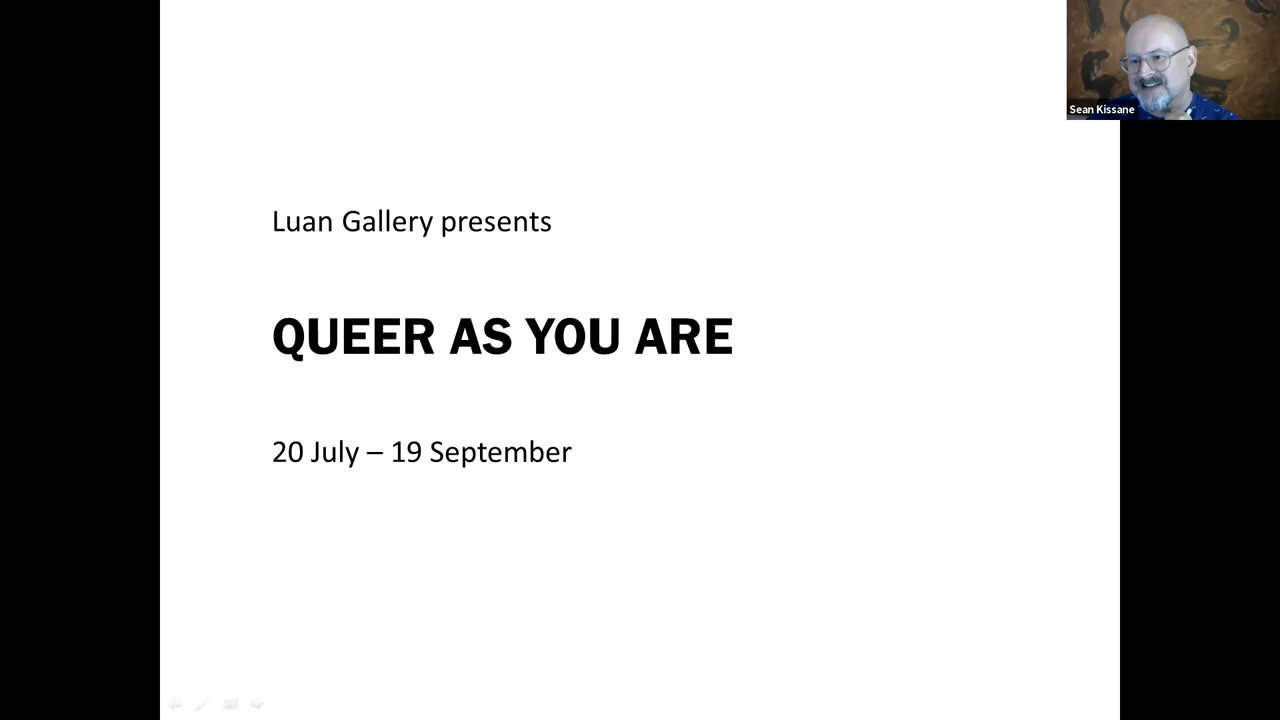 Luan Gallery presents
QUEER AS YOU ARE
20 July – 19 September
Sean Kissane